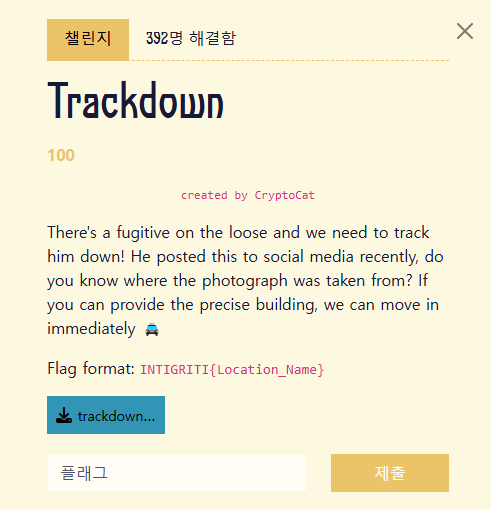 챌린지
392명 해결함
Trackdown
100
created by CryptoCat
There's a fugitive on the loose and we need to track
him down! He posted this to social media recently, do
you know where the photograph was taken from? If
you can provide the precise building, we can move in
immediately 🚔
Flag format: INTIGRITI{Location_Name}
trackdown...
플래그
제출